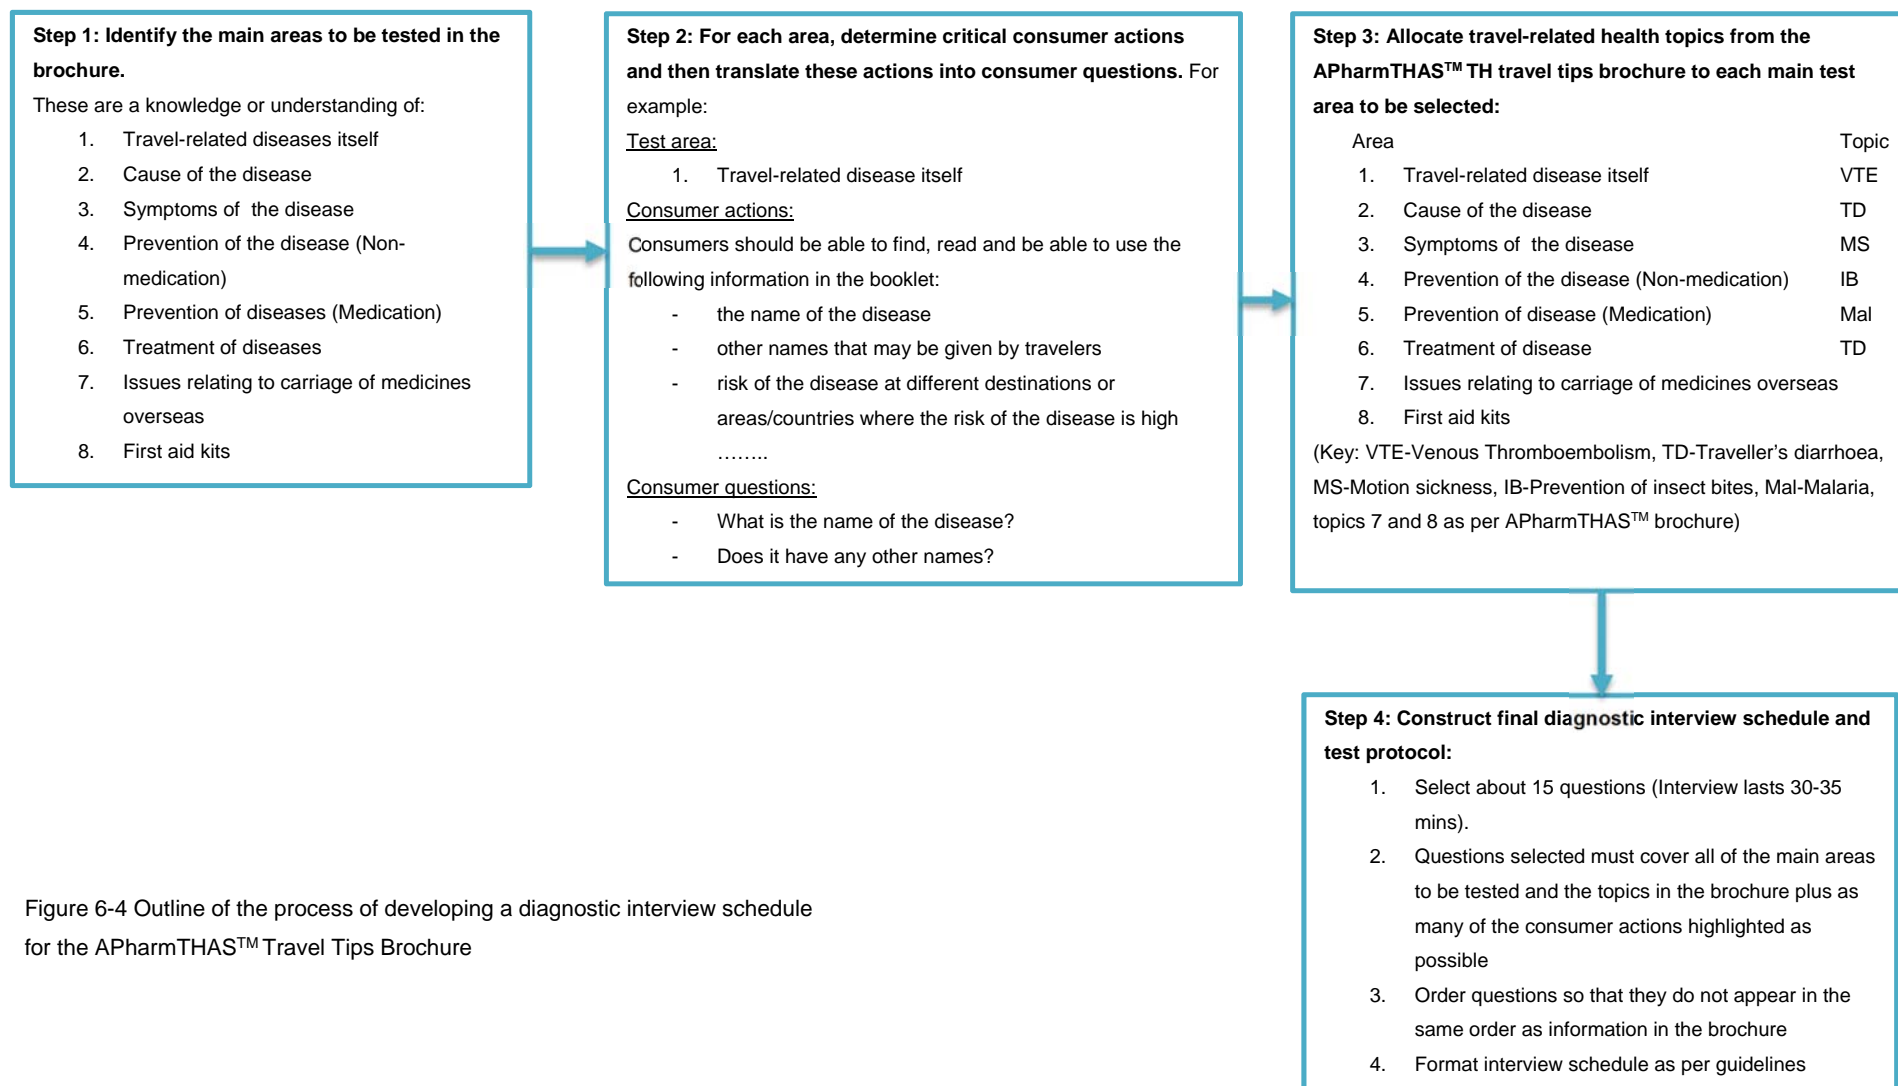 Step 1: Identify the main areas to be tested in the
brochure.
These are a knowledge or understanding of:
1. Travel-related diseases itself
2. Cause of the disease
3. Symptoms of the disease
4. Prevention of the disease (Non-
medication)
5. Prevention of diseases (Medication)
6. Treatment of diseases
7. Issues relating to carriage of medicines
overseas
8. First aid kits
Step 2: For each area, determine critical consumer actions
and then translate these actions into consumer questions. For
example:
Test area:
1. Travel-related disease itself
Consumer actions:
Consumers should be able to find, read and be able to use the
following information in the booklet:
- the name of the disease
- other names that may be given by travelers
- risk of the disease at different destinations or
areas/countries where the risk of the disease is high
……..
Consumer questions:
- What is the name of the disease?
- Does it have any other names?
Step 3: Allocate travel-related health topics from the
APharmTHAS™ TH travel tips brochure to each main test
area to be selected:
Area Topic
1. Travel-related disease itself VTE
2. Cause of the disease TD
3. Symptoms of the disease MS
4. Prevention of the disease (Non-medication) IB
5. Prevention of disease (Medication) Mal
6. Treatment of disease TD
7. Issues relating to carriage of medicines overseas
8. First aid kits
(Key: VTE-Venous Thromboembolism, TD-Traveller's diarrhoea,
MS-Motion sickness, IB-Prevention of insect bites, Mal-Malaria,
topics 7 and 8 as per APharmTHAS™ brochure)
Step 4: Construct final diagnostic interview schedule and
test protocol:
1. Select about 15 questions (Interview lasts 30-35
mins).
2. Questions selected must cover all of the main areas
to be tested and the topics in the brochure plus as
many of the consumer actions highlighted as
possible
3. Order questions so that they do not appear in the
same order as information in the brochure
4. Format interview schedule as per guidelines
Figure 6-4 Outline of the process of developing a diagnostic interview schedule
for the APharmTHAS™ Travel Tips Brochure